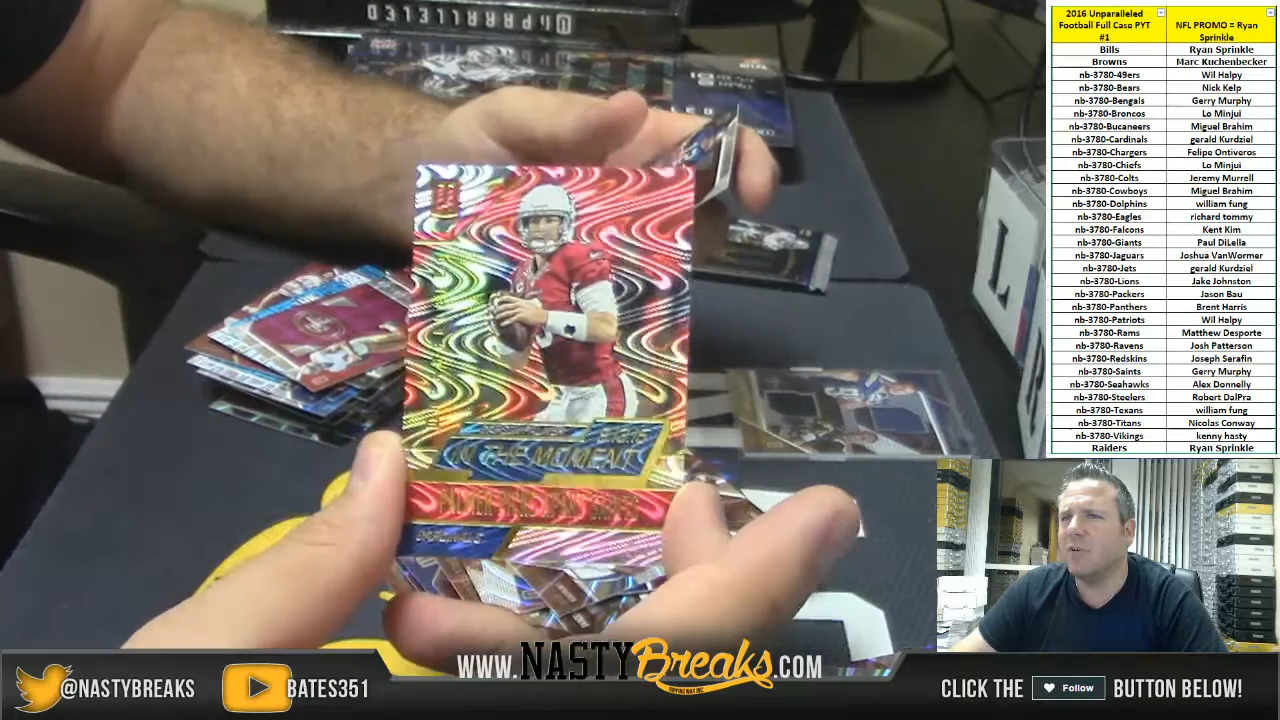 UnPARALLELED
IN THE MOMENT
CARDINALS
2016 Unparalleled Football Full Case PYT #1
NFL PROMO = Ryan Sprinkle
Bills Ryan Sprinkle
Browns Marc Kuchenbecker
nb-3780-49ers Wil Halpy
nb-3780-Bears Nick Kelp
nb-3780-Bengals Gerry Murphy
nb-3780-Broncos Lo Minjui
nb-3780-Bucaneers Miguel Brahim
nb-3780-Cardinals gerald Kurdziel
nb-3780-Chargers Felipe Ontiveros
nb-3780-Chiefs Lo Minjui
nb-3780-Colts Jeremy Murrell
nb-3780-Cowboys Miguel Brahim
nb-3780-Dolphins william fung
nb-3780-Eagles richard tommy
nb-3780-Falcons Kent Kim
nb-3780-Giants Paul DiLella
nb-3780-Jaguars Joshua VanWormer
nb-3780-Jets gerald Kurdziel
nb-3780-Lions Jake Johnston
nb-3780-Packers Jason Bau
nb-3780-Panthers Brent Harris
nb-3780-Patriots Wil Halpy
nb-3780-Rams Matthew Desporte
nb-3780-Ravens Josh Patterson
nb-3780-Redskins Joseph Serafin
nb-3780-Saints Gerry Murphy
nb-3780-Seahawks Alex Donnelly
nb-3780-Steelers Robert DalPra
nb-3780-Texans william fung
nb-3780-Titans Nicolas Conway
nb-3780-Vikings kenny hasty
Raiders Ryan Sprinkle
@NASTYBREAKS
BATES351
WWW.NASTYBreaks.COM
RIPPING WAX INC
CLICK THE Follow BUTTON BELOW!